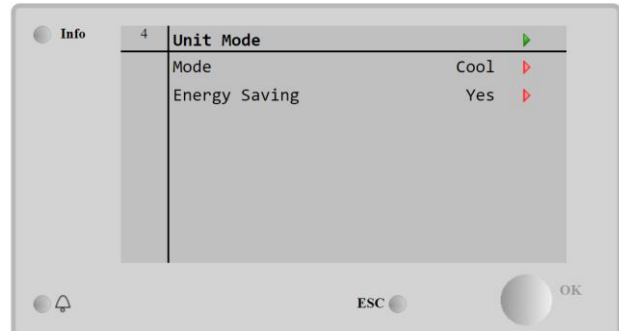 Info
4 Unit Mode
Mode Cool
Energy Saving Yes
ESC
OK